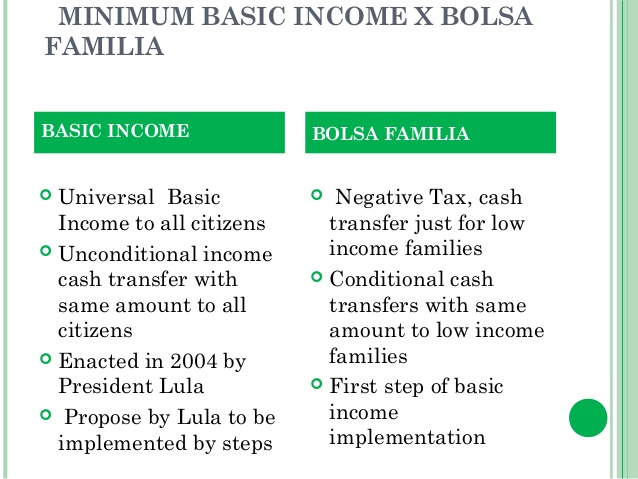 MINIMUM BASIC INCOME X BOLSA
FAMILIA
BASIC INCOME
Universal Basic
Income to all citizens
Unconditional income
cash transfer with
same amount to all
citizens
Enacted in 2004 by
President Lula
Propose by Lula to be
implemented by steps
BOLSA FAMILIA
Negative Tax, cash
transfer just for low
income families
Conditional cash
transfers with same
amount to low income
families
First step of basic
income
implementation